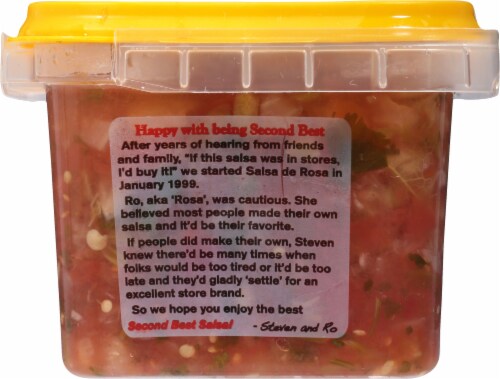 Happy with being Second Best
After years of hearing from friends
and family, "If this salsa was in stores,
I'd buy it!" we started Salsa de Rosa in
January 1999.
Ro, aka 'Rosa', was cautious. She
believed most people made their own
salsa and it'd be their favorite.
If people did make their own, Steven
knew there'd be many times when
folks would be too tired or it'd be too
late and they'd gladly 'settle' for an
excellent store brand.
So we hope you enjoy the best
Second Best Salsa! - Steven and Ro